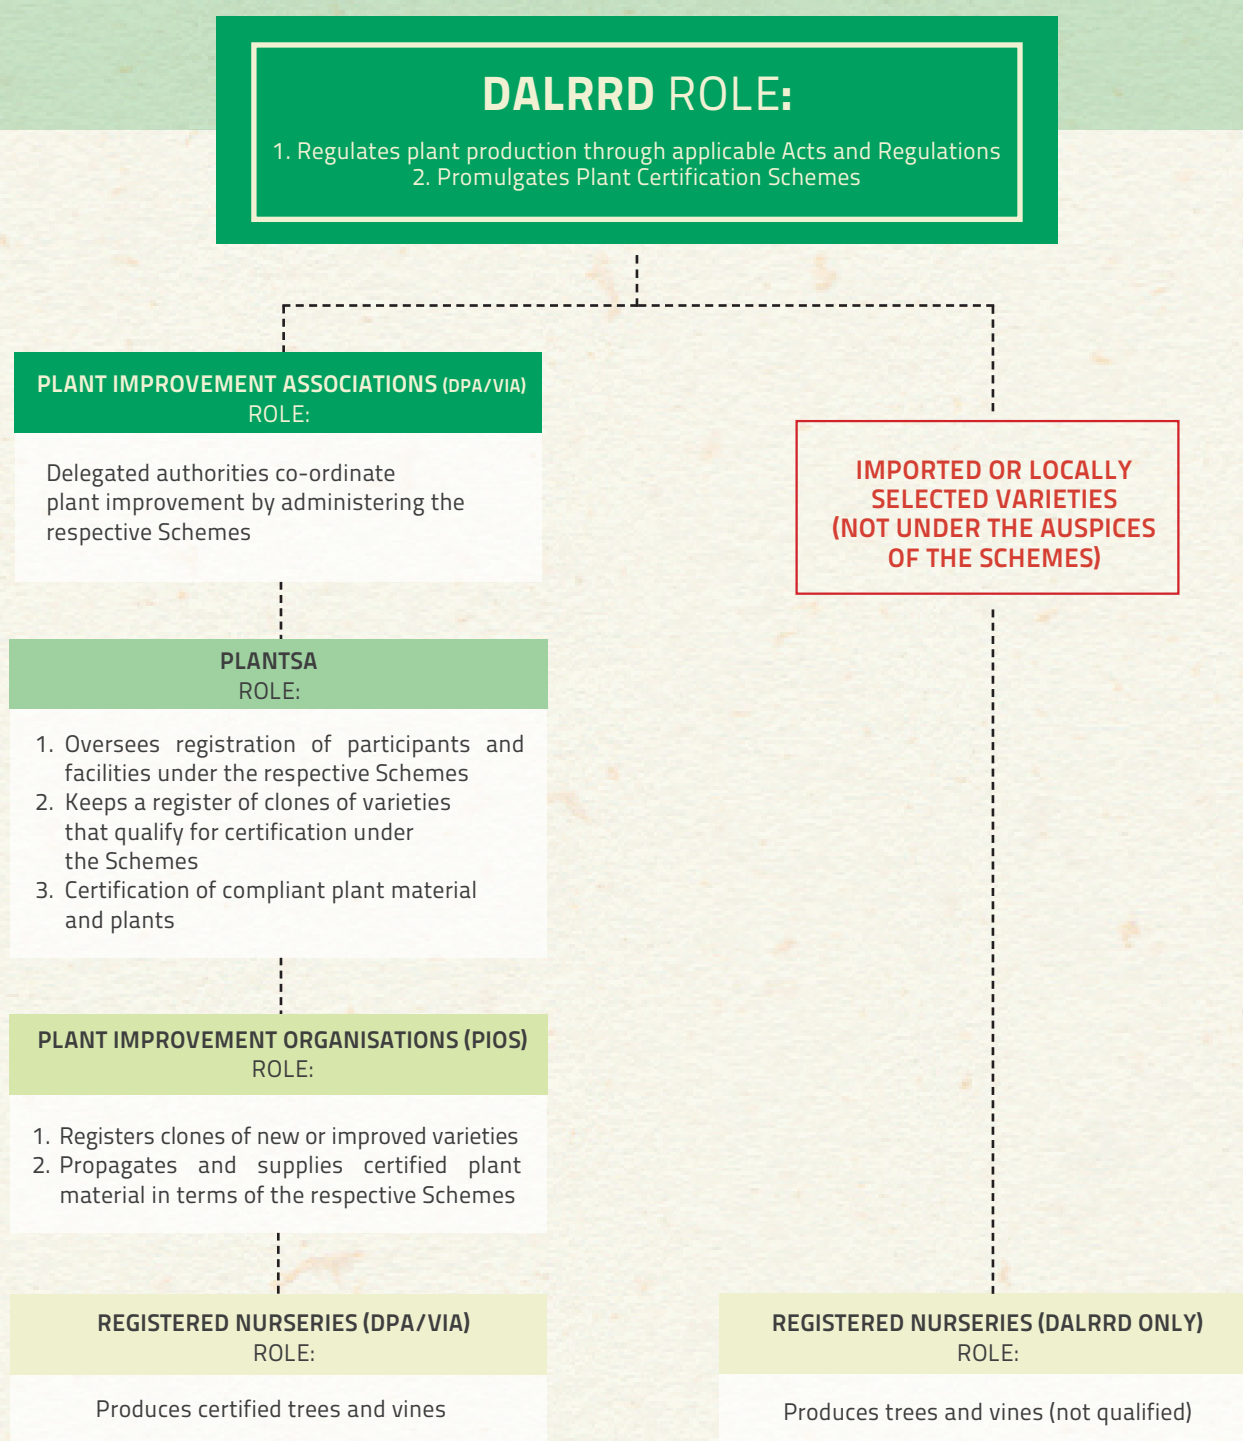 DALRRD ROLE:
1. Regulates plant production through applicable Acts and Regulations
2. Promulgates Plant Certification Schemes
PLANT IMPROVEMENT ASSOCIATIONS (DPA/VIA)
ROLE:
Delegated authorities co-ordinate
plant improvement by administering the
respective Schemes
IMPORTED OR LOCALLY
SELECTED VARIETIES
(NOT UNDER THE AUSPICES
OF THE SCHEMES)
PLANTSA
ROLE:
1. Oversees registration of participants and
facilities under the respective Schemes
2. Keeps a register of clones of varieties
that qualify for certification under
the Schemes
3. Certification of compliant plant material
and plants
PLANT IMPROVEMENT ORGANISATIONS (PIOS)
ROLE:
1. Registers clones of new or improved varieties
2. Propagates and supplies certified plant
material in terms of the respective Schemes
REGISTERED NURSERIES (DPA/VIA)
ROLE:
Produces certified trees and vines
REGISTERED NURSERIES (DALRRD ONLY)
ROLE:
Produces trees and vines (not qualified)